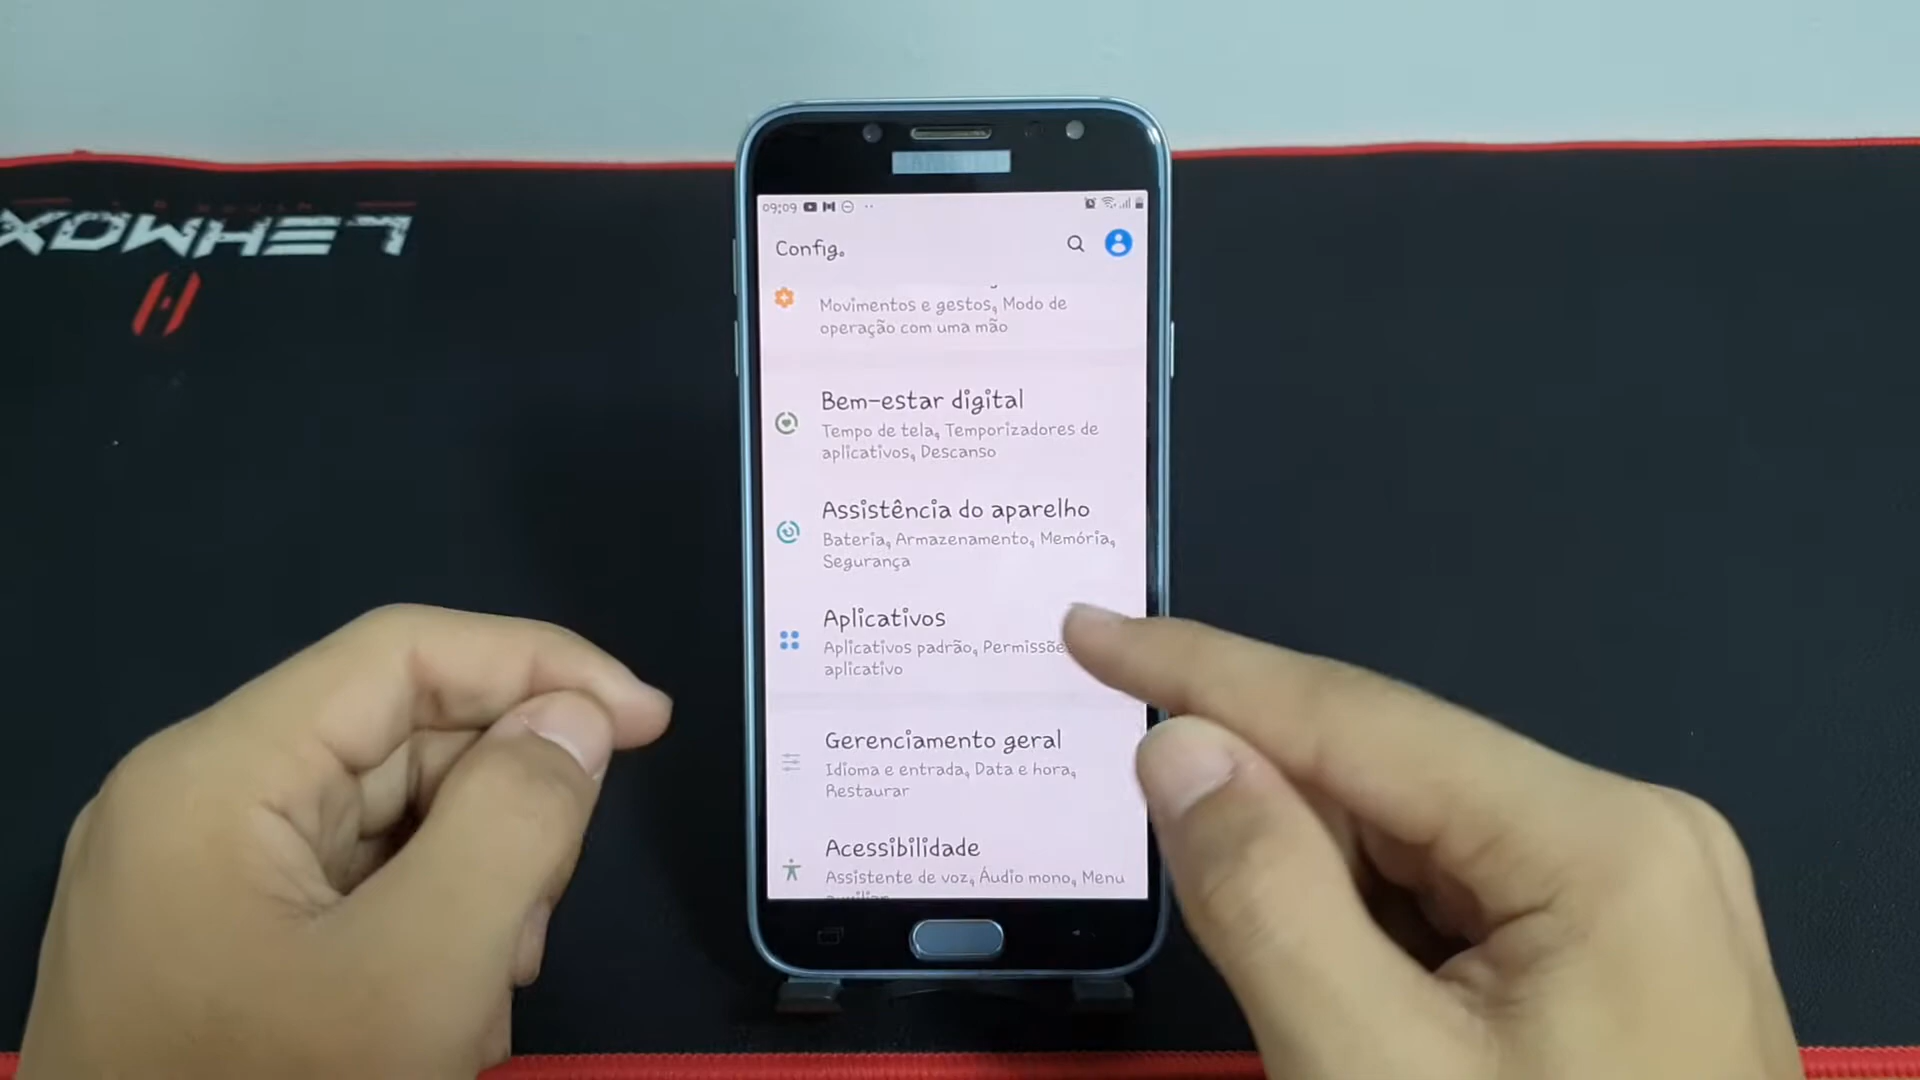 LEHMOX
09:09
Config.
Movimentos e gestos, Modo de
operação com uma mão
Bem-estar digital
Tempo de tela, Temporizadores de
aplicativos, Descanso
Assistência do aparelho
Bateria, Armazenamento, Memória,
Segurança
Aplicativos
Aplicativos padrão,
aplicativo
Gerenciamento geral
Idioma e entrada, Data e hora,
Restaurar
Acessibilidade
Assistente de voz, Áudio mono, Menu